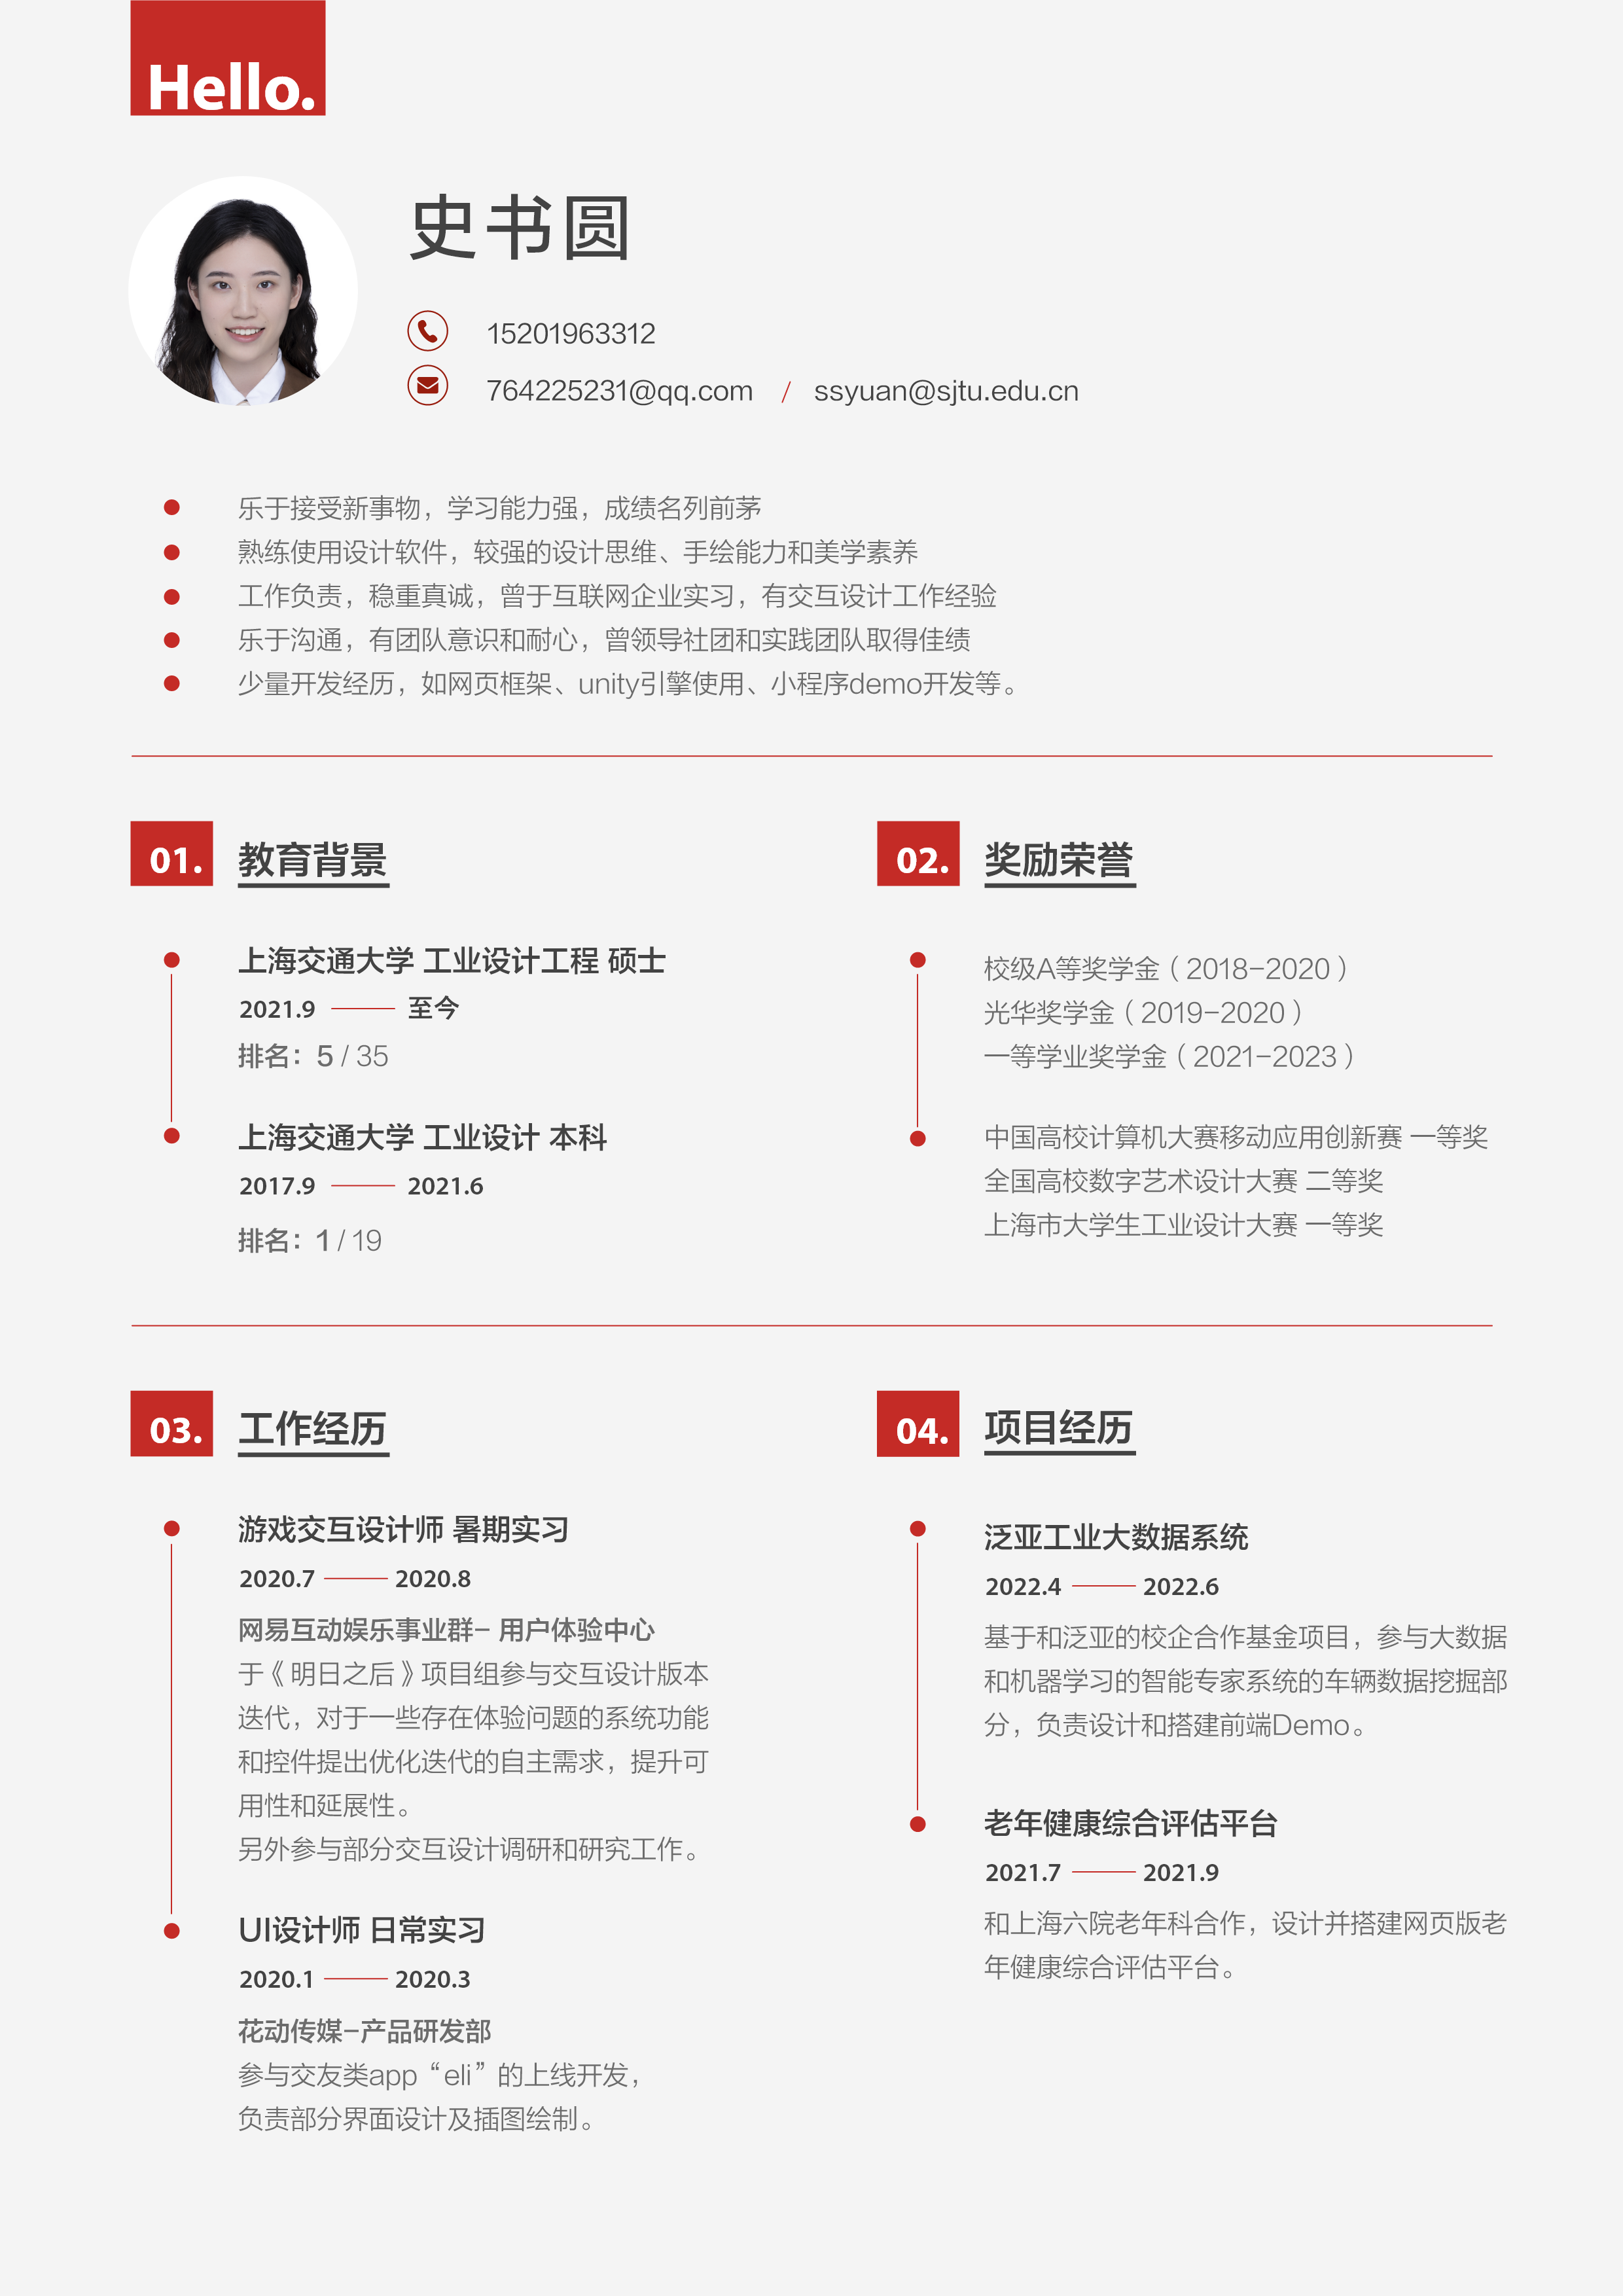 Hello.
史书圆
15201963312
764225231@qq.com / ssyuan@sjtu.edu.cn
乐于接受新事物，学习能力强，成绩名列前茅
熟练使用设计软件，较强的设计思维、手绘能力和美学素养
工作负责，稳重真诚，曾于互联网企业实习，有交互设计工作经验
乐于沟通，有团队意识和耐心，曾领导社团和实践团队取得佳绩
少量开发经历，如网页框架、unity引擎使用、小程序demo开发等。
01. 教育背景
上海交通大学 工业设计工程 硕士
2021.9 —— 至今
排名：5 / 35
上海交通大学 工业设计 本科
2017.9 —— 2021.6
排名：1 / 19
02. 奖励荣誉
校级A等奖学金（2018-2020）
光华奖学金（2019-2020）
一等学业奖学金（2021-2023）
中国高校计算机大赛移动应用创新赛 一等奖
全国高校数字艺术设计大赛 二等奖
上海市大学生工业设计大赛 一等奖
03. 工作经历
游戏交互设计师 暑期实习
2020.7 —— 2020.8
网易互动娱乐事业群- 用户体验中心
于《明日之后》项目组参与交互设计版本
迭代，对于一些存在体验问题的系统功能
和控件提出优化迭代的自主需求，提升可
用性和延展性。
另外参与部分交互设计调研和研究工作。
UI设计师 日常实习
2020.1 —— 2020.3
花动传媒-产品研发部
参与交友类app“eli”的上线开发，
负责部分界面设计及插图绘制。
04. 项目经历
泛亚工业大数据系统
2022.4 —— 2022.6
基于和泛亚的校企合作基金项目，参与大数据
和机器学习的智能专家系统的车辆数据挖掘部
分，负责设计和搭建前端Demo。
老年健康综合评估平台
2021.7 —— 2021.9
和上海六院老年科合作，设计并搭建网页版老
年健康综合评估平台。